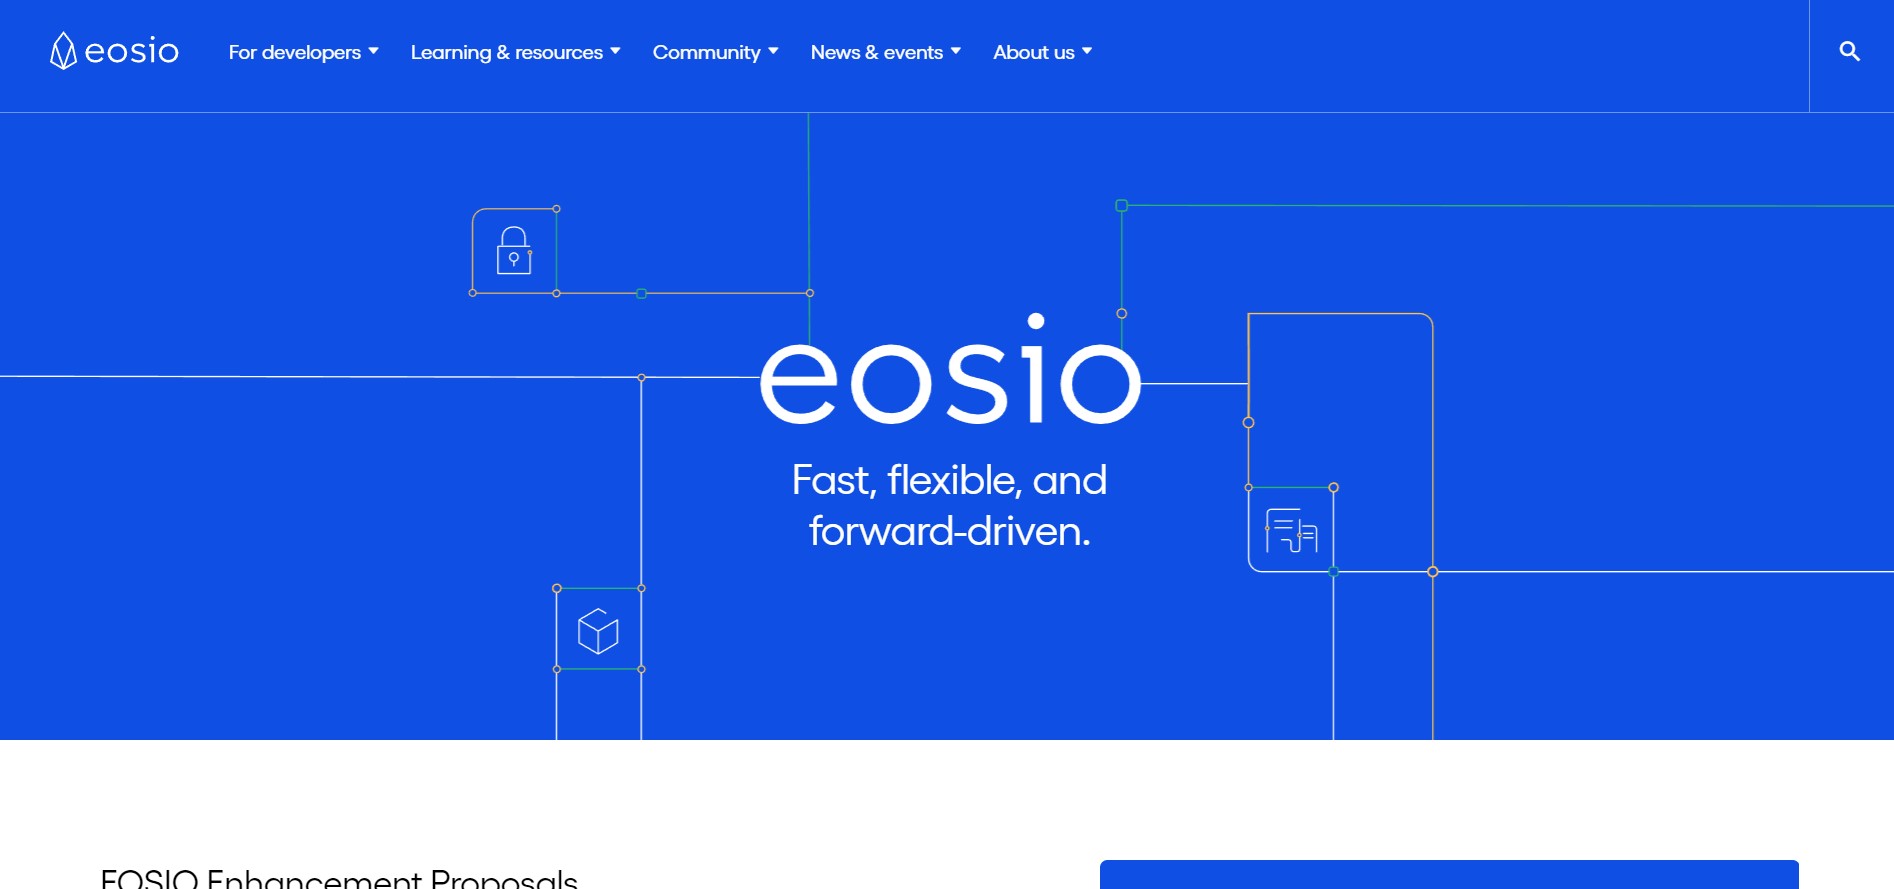 eosio
For developers
Learning & resources
Community
News & events
About us
eosio
Fast, flexible, and
forward-driven.
EOSIO Enhancement Proposals